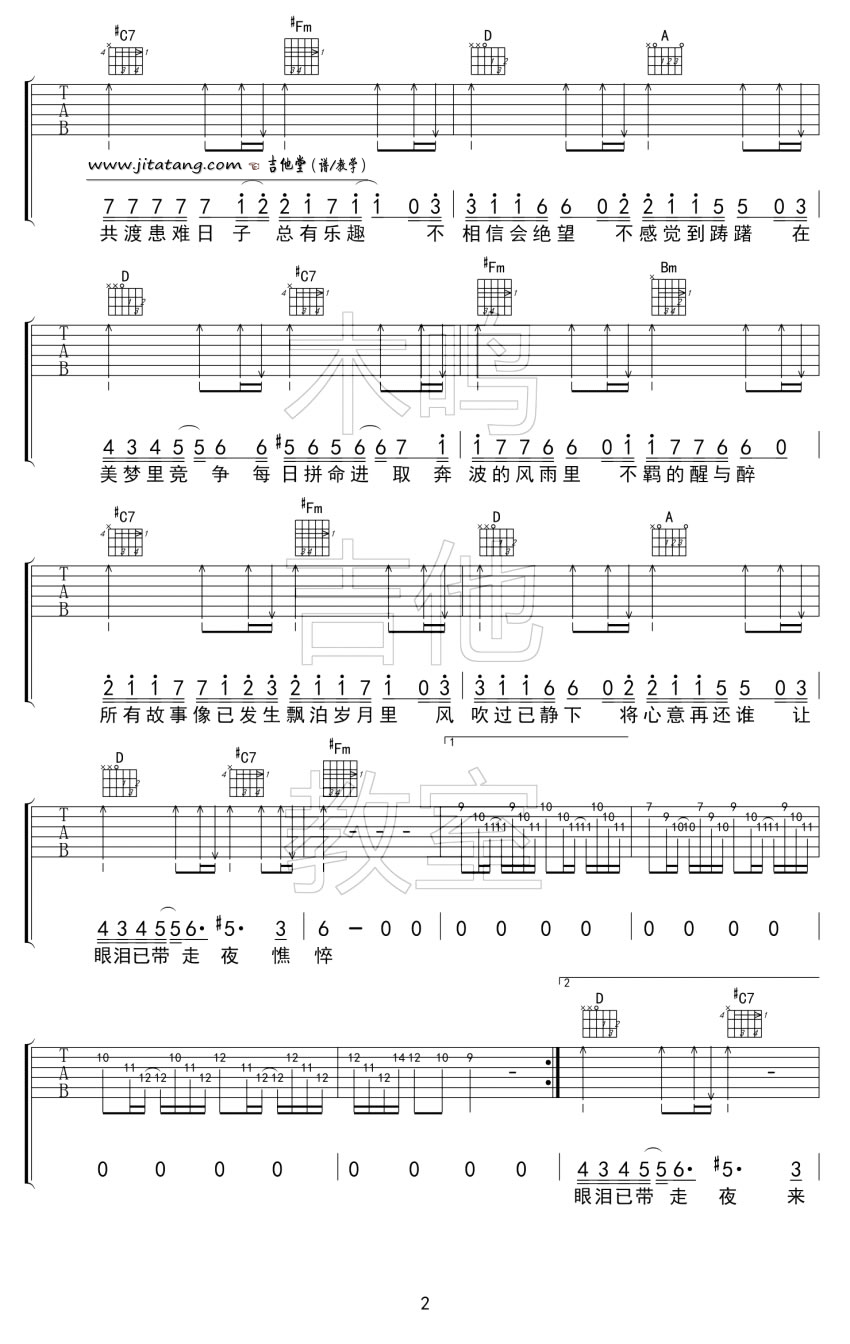 #C7 #Fm D A
www.jitatang.com ☜ 吉他堂(谱/教学)
7 7 7 7 7 1 2 2 1 7 1 1 0 3 3 1 1 6 6 0 2 2 1 1 5 5 0 3
共渡患难日子总有乐趣 不相信会绝望 不感觉到踌躇 在
D #C7 #Fm Bm
木鸣
4 3 4 5 5 6 6 #5 6 5 6 6 7 1 1 7 7 6 6 0 1 1 7 7 6 6 0
美梦里竞争每日拼命进取奔波的风雨里 不羁的醒与醉
#C7 #Fm D A
吉他
2 1 1 7 7 1 2 3 2 1 1 7 1 0 3 3 1 1 6 6 0 2 2 1 1 5 5 0 3
所有故事像已发生飘泊岁月里 风吹过已静下 将心意再还谁 让
D #C7 #Fm
1
教室
9 10 11 11 9 10 11 10 10 11 11 10 10 11 7 9 10 10 7 9 10 9 10 11 11 9 10 11
4 3 4 5 5 6· #5· 3 6 – 0 0 0 0 0 0 0 0 0 0
眼泪已带走夜憔悴
2
D #C7
10 11 12 12 10 11 12 12 11 12 12 12 11 12 12 11 12 14 12 10 9
0 0 0 0 0 0 0 0 4 3 4 5 5 6· #5· 3
眼泪已带走夜来
2